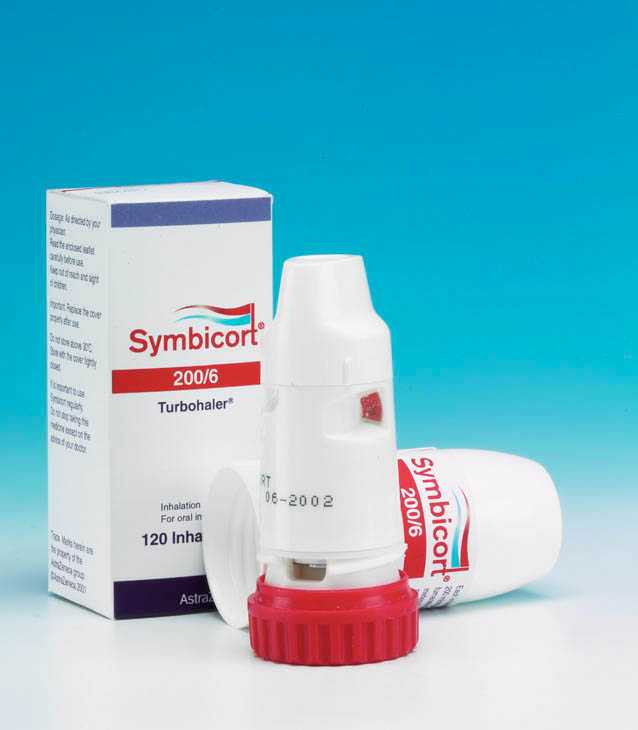 Dosage: As directed by your
physician.
Read the enclosed leaflet
carefully before use.
Keep out of reach and sight
of children.
Important: Replace the cover
properly after use.
Do not store above 30°C.
Store with the cover tightly
closed.
It is important to use
Symbicort regularly.
Do not stop taking this
medicine except on the
advice of your doctor.
Trade Marks herein are
the property of the
AstraZeneca group
©AstraZeneca 2001
Symbicort®
200/6
Turbohaler®
Inhalation
For oral in
120 Inha
Astra
RT
06-2002
Symbicort®
200/6